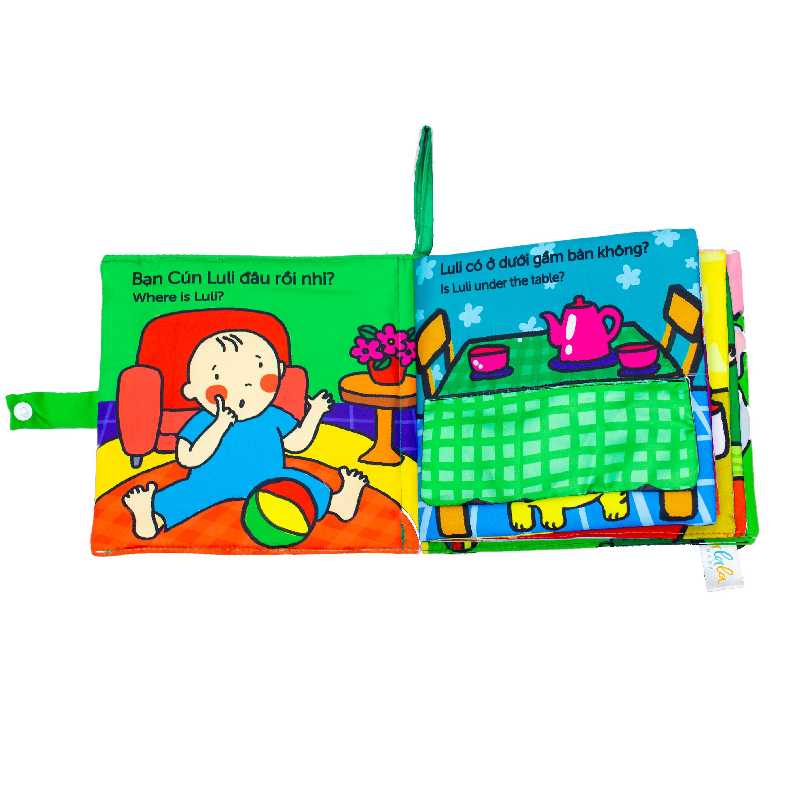 Bạn Cún Luli đâu rồi nhỉ?
Where is Luli?
Luli có ở dưới gầm bàn không?
Is Luli under the table?
lala